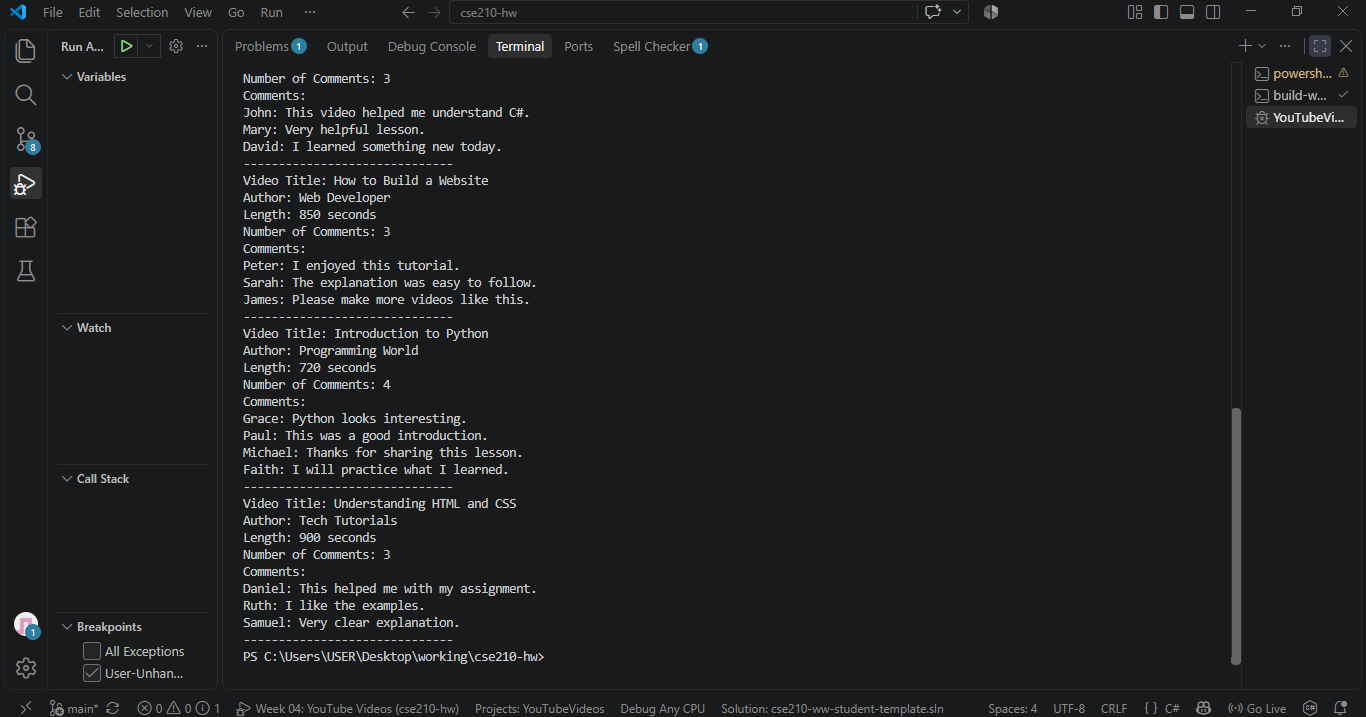 File Edit Selection View Go Run ··· cse210-hw
Run A... ···
Problems 1 Output Debug Console Terminal Ports Spell Checker 1 ···
Variables
Number of Comments: 3
Comments:
John: This video helped me understand C#.
Mary: Very helpful lesson.
David: I learned something new today.
------------------------------
Video Title: How to Build a Website
Author: Web Developer
Length: 850 seconds
Number of Comments: 3
Comments:
Peter: I enjoyed this tutorial.
Sarah: The explanation was easy to follow.
James: Please make more videos like this.
------------------------------
Video Title: Introduction to Python
Author: Programming World
Length: 720 seconds
Number of Comments: 4
Comments:
Grace: Python looks interesting.
Paul: This was a good introduction.
Michael: Thanks for sharing this lesson.
Faith: I will practice what I learned.
------------------------------
Video Title: Understanding HTML and CSS
Author: Tech Tutorials
Length: 900 seconds
Number of Comments: 3
Comments:
Daniel: This helped me with my assignment.
Ruth: I like the examples.
Samuel: Very clear explanation.
------------------------------
PS C:\Users\USER\Desktop\working\cse210-hw>
powersh...
build-w...
YouTubeVi...
8
Watch
Call Stack
Breakpoints
All Exceptions
User-Unhan...
1
main* 0 0 1 Week 04: YouTube Videos (cse210-hw) Projects: YouTubeVideos Debug Any CPU Solution: cse210-ww-student-template.sln Spaces: 4 UTF-8 CRLF { } C# Go Live